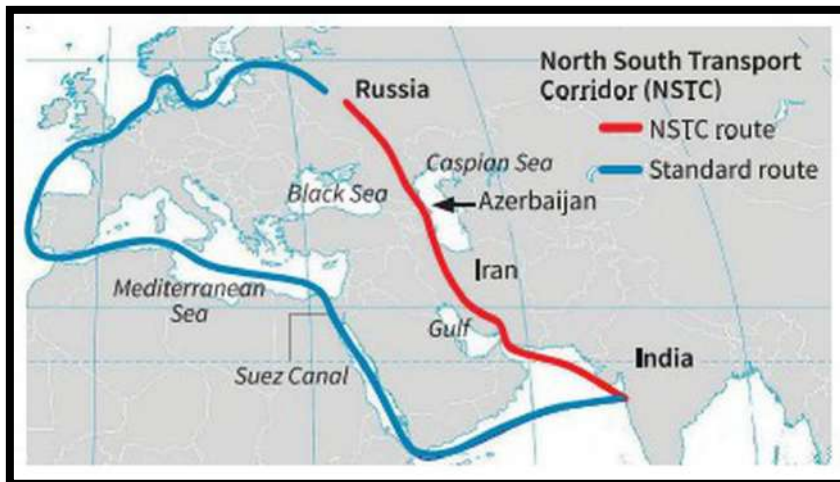 North South Transport
Corridor (NSTC)
NSTC route
Standard route
Russia
Caspian Sea
Black Sea
Azerbaijan
Iran
Mediterranean
Sea
Gulf
Suez Canal
India